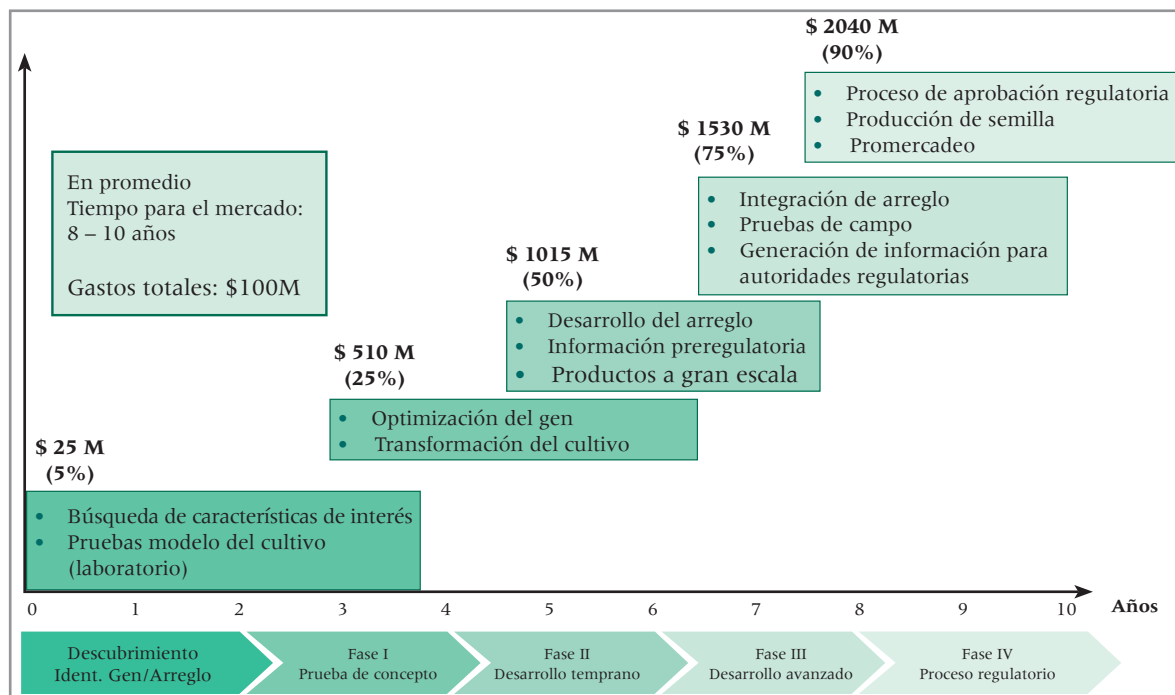 $ 2040 M
(90%)
• Proceso de aprobación regulatoria
• Producción de semilla
• Promercadeo
$ 1530 M
(75%)
• Integración de arreglo
• Pruebas de campo
• Generación de información para
autoridades regulatorias
En promedio
Tiempo para el mercado:
8 – 10 años
Gastos totales: $100M
$ 1015 M
(50%)
• Desarrollo del arreglo
• Información preregulatoria
• Productos a gran escala
$ 510 M
(25%)
• Optimización del gen
• Transformación del cultivo
$ 25 M
(5%)
• Búsqueda de características de interés
• Pruebas modelo del cultivo
(laboratorio)
0 1 2 3 4 5 6 7 8 9 10 Años
Descubrimiento
Ident. Gen/Arreglo
Fase I
Prueba de concepto
Fase II
Desarrollo temprano
Fase III
Desarrollo avanzado
Fase IV
Proceso regulatorio